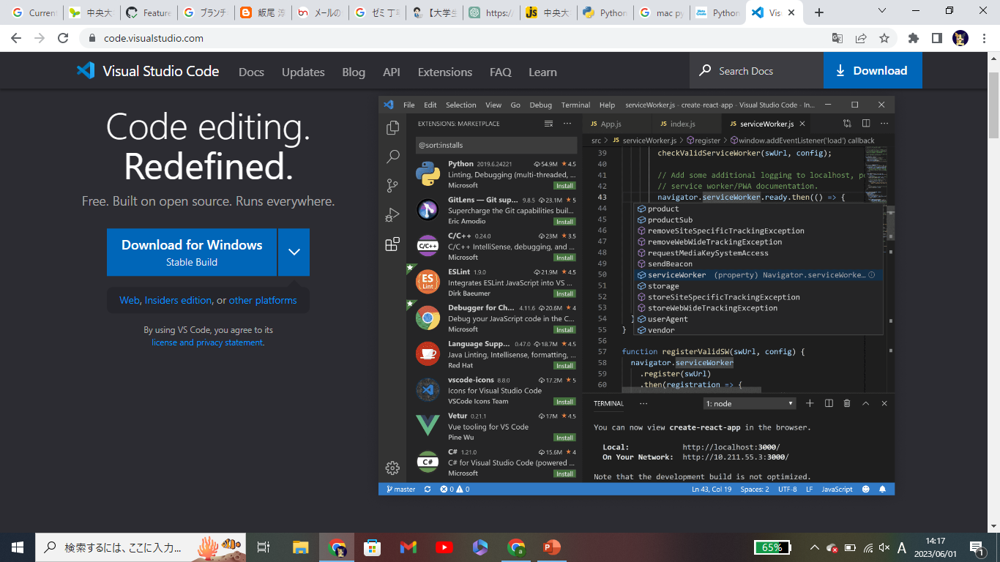 Curren
中央大
Feature
ブランチ
飯尾 淳
メールの
ゼミ 丁寧
【大学生
https://
中央大
Python
mac py
Python
Vis
code.visualstudio.com
Visual Studio Code
Docs
Updates
Blog
API
Extensions
FAQ
Learn
Search Docs
Download
Code editing.
Redefined.
Free. Built on open source. Runs everywhere.
Download for Windows
Stable Build
Web, Insiders edition, or other platforms
By using VS Code, you agree to its
license and privacy statement.
File Edit Selection View Go Debug Terminal Help serviceWorker.js - create-react-app - Visual Studio Code - In...
EXTENSIONS: MARKETPLACE
@sort:installs
Python 2019.6.24221 54.9M 4.5
Linting, Debugging (multi-threaded, ...
Microsoft Install
GitLens — Git sup... 9.8.5 23.1M 5
Supercharge the Git capabilities buil...
Eric Amodio Install
C/C++
C/C++ 0.24.0 23M 3.5
C/C++ IntelliSense, debugging, and ...
Microsoft Install
ES
Lint
ESLint 1.9.0 21.9M 4.5
Integrates ESLint JavaScript into VS ...
Dirk Baeumer Install
Debugger for Ch... 4.11.6 20.6M 4
Debug your JavaScript code in the C...
Microsoft Install
Language Supp... 0.47.0 18.7M 4.5
Java Linting, Intellisense, formatting, ...
Red Hat Install
vscode-icons 8.8.0 17.2M 5
Icons for Visual Studio Code
VSCode Icons Team Install
Vetur 0.21.1 17M 4.5
Vue tooling for VS Code
Pine Wu Install
C#
C# 1.21.0 15.6M 4
C# for Visual Studio Code (powered ...
Microsoft Install
JS App.js
JS index.js
JS serviceWorker.js
src > JS serviceWorker.js > register > window.addEventListener('load') callback
39 checkValidServiceWorker(swUrl, config);
40
41 // Add some additional logging to localhost, po
42 // service worker/PWA documentation.
43 navigator.serviceWorker.ready.then(() => {
44 product
45 productSub
46 removeSiteSpecificTrackingException
47 removeWebWideTrackingException
48 requestMediaKeySystemAccess
49 sendBeacon
50 serviceWorker (property) Navigator.serviceWorke...
51 storage
52 storeSiteSpecificTrackingException
53 storeWebWideTrackingException
54 } userAgent
55 } vendor
56
57 function registerValidSW(swUrl, config) {
58 navigator.serviceWorker
59 .register(swUrl)
60 .then(registration => {
TERMINAL ... 1: node
You can now view create-react-app in the browser.
Local: http://localhost:3000/
On Your Network: http://10.211.55.3:3000/
Note that the development build is not optimized.
master 0 0 Ln 43, Col 19 Spaces: 2 UTF-8 LF JavaScript
検索するには、ここに入力...
65%
A
14:17
2023/06/01
1